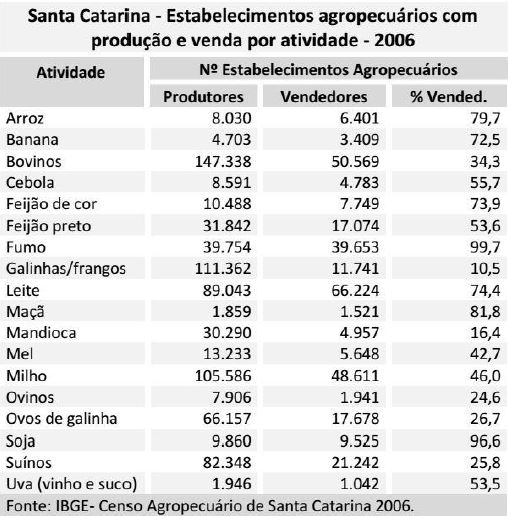 Santa Catarina - Estabelecimentos agropecuários com
produção e venda por atividade - 2006
Atividade Nº Estabelecimentos Agropecuários
Produtores Vendedores % Vended.
Arroz 8.030 6.401 79,7
Banana 4.703 3.409 72,5
Bovinos 147.338 50.569 34,3
Cebola 8.591 4.783 55,7
Feijão de cor 10.488 7.749 73,9
Feijão preto 31.842 17.074 53,6
Fumo 39.754 39.653 99,7
Galinhas/frangos 111.362 11.741 10,5
Leite 89.043 66.224 74,4
Maçã 1.859 1.521 81,8
Mandioca 30.290 4.957 16,4
Mel 13.233 5.648 42,7
Milho 105.586 48.611 46,0
Ovinos 7.906 1.941 24,6
Ovos de galinha 66.157 17.678 26,7
Soja 9.860 9.525 96,6
Suínos 82.348 21.242 25,8
Uva (vinho e suco) 1.946 1.042 53,5
Fonte: IBGE- Censo Agropecuário de Santa Catarina 2006.